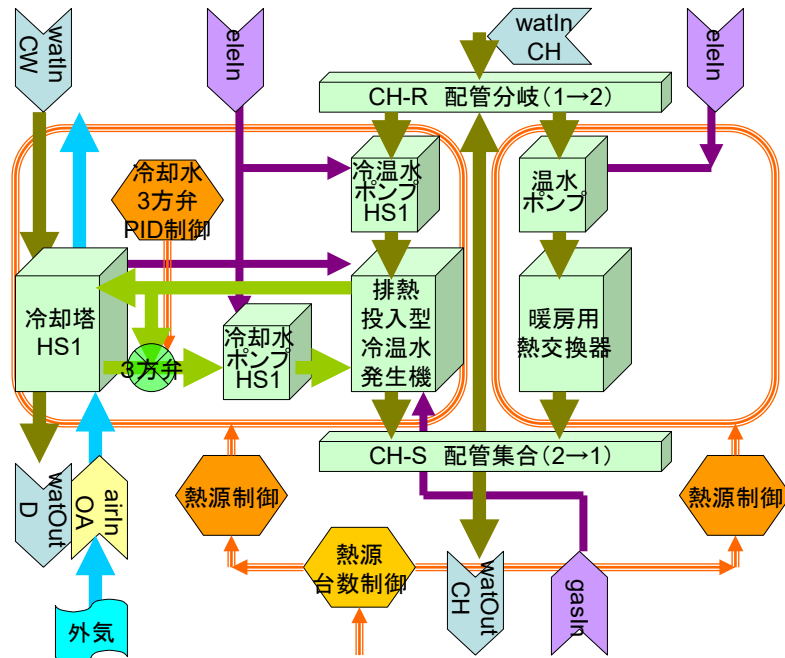 watIn
CW
eleIn
watIn
CH
eleIn
CH-R 配管分岐(1→2)
冷却水
3方弁
PID制御
冷温水
ポンプ
HS1
温水
ポンプ
冷却塔
HS1
3方弁
冷却水
ポンプ
HS1
排熱
投入型
冷温水
発生機
暖房用
熱交換器
CH-S 配管集合(2→1)
watOut
D
airIn
OA
熱源制御
熱源制御
熱源
台数制御
watOut
CH
gasIn
外気